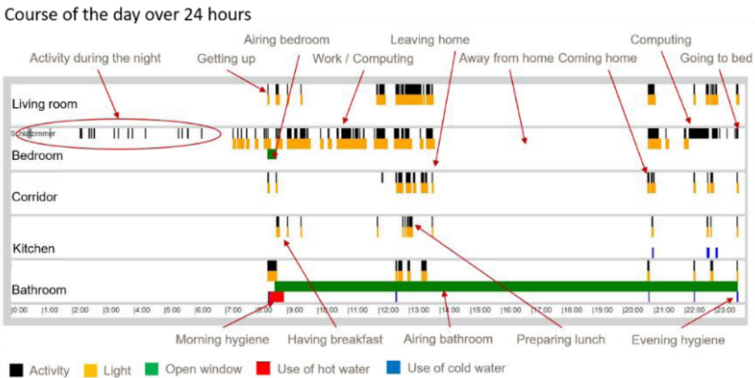 Course of the day over 24 hours
Leaving home
Airing bedroom
Computing
Activity during the night
Getting up
Work / Computing
Away from home
Coming home
Going to bed
Living room
Schlafzimmer
Bedroom
Corridor
Kitchen
Bathroom
|0:00 |1:00 |2:00 |3:00 |4:00 |5:00 |6:00 |7:00 |8:00 |9:00 |10:00 |11:00 |12:00 |13:00 |14:00 |15:00 |16:00 |17:00 |18:00 |19:00 |20:00 |21:00 |22:00 |23:00
Morning hygiene
Having breakfast
Airing bathroom
Preparing lunch
Evening hygiene
Activity
Light
Open window
Use of hot water
Use of cold water